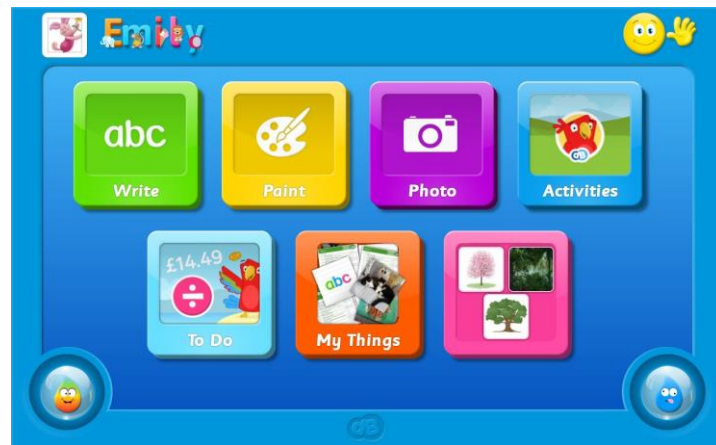 Emily
abc
Write
Paint
Photo
Activities
£14.49
To Do
abc
My Things